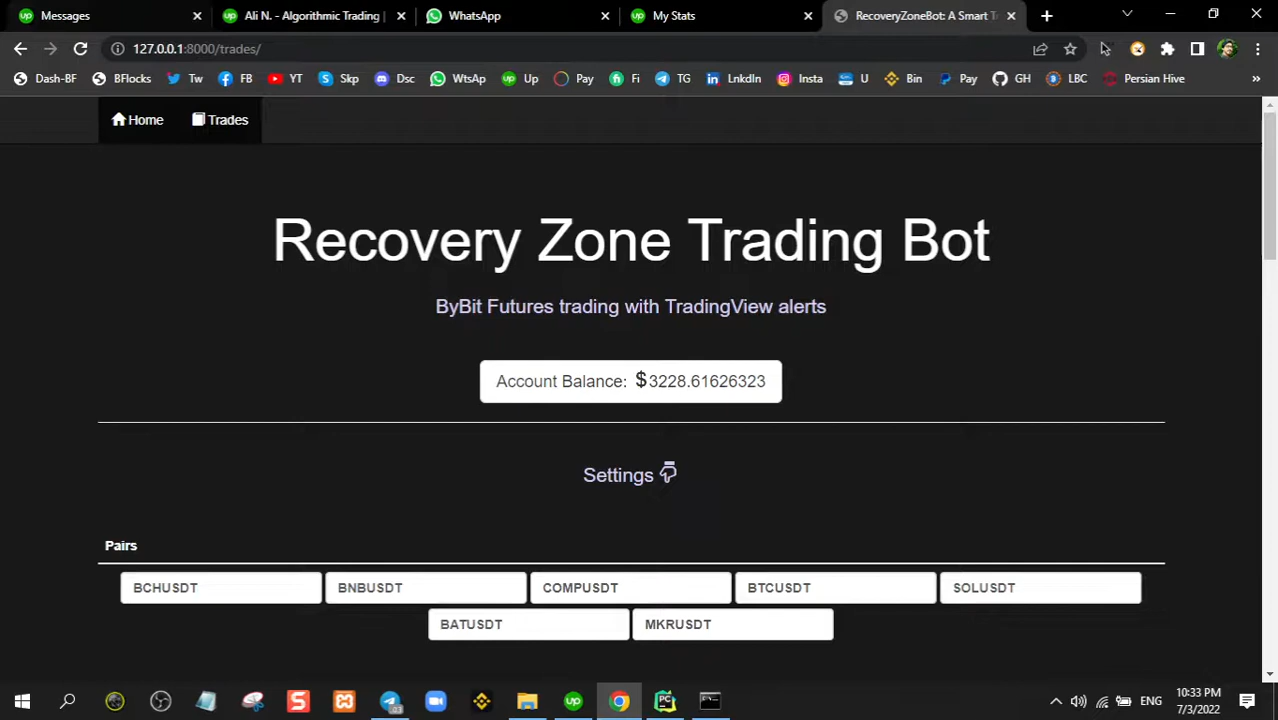 Messages
Ali N. - Algorithmic Trading
WhatsApp
My Stats
RecoveryZoneBot: A Smart T
127.0.0.1:8000/trades/
Dash-BF
BFlocks
Tw
FB
YT
Skp
Dsc
WtsAp
Up
Pay
Fi
TG
LnkdIn
Insta
U
Bin
Pay
GH
LBC
Persian Hive
Home
Trades
Recovery Zone Trading Bot
ByBit Futures trading with TradingView alerts
Account Balance: $3228.61626323
Settings
Pairs
BCHUSDT
BNBUSDT
COMPUSDT
BTCUSDT
SOLUSDT
BATUSDT
MKRUSDT
ENG
10:33 PM
7/3/2022